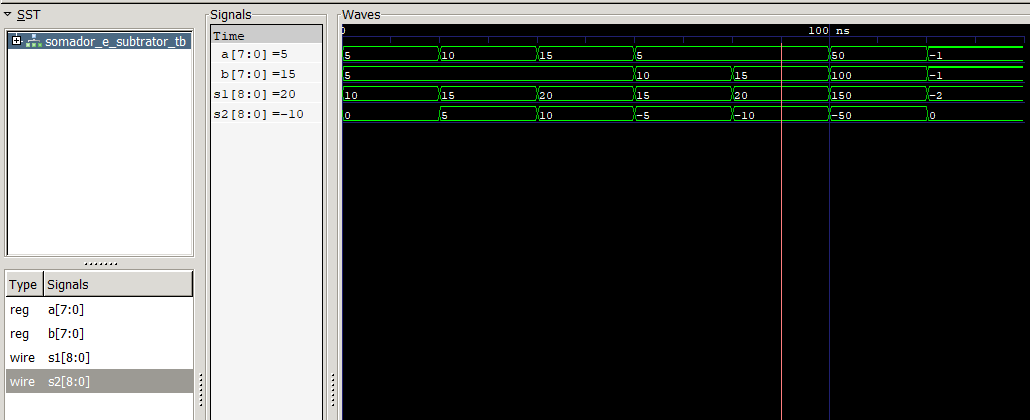 SST
somador_e_subtrator_tb
Type Signals
reg a[7:0]
reg b[7:0]
wire s1[8:0]
wire s2[8:0]
Signals
Time
a[7:0]=5
b[7:0]=15
s1[8:0]=20
s2[8:0]=-10
Waves
0 100 ns
5 10 15 5 50 -1
5 10 15 100 -1
10 15 20 15 20 150 -2
0 5 10 -5 -10 -50 0